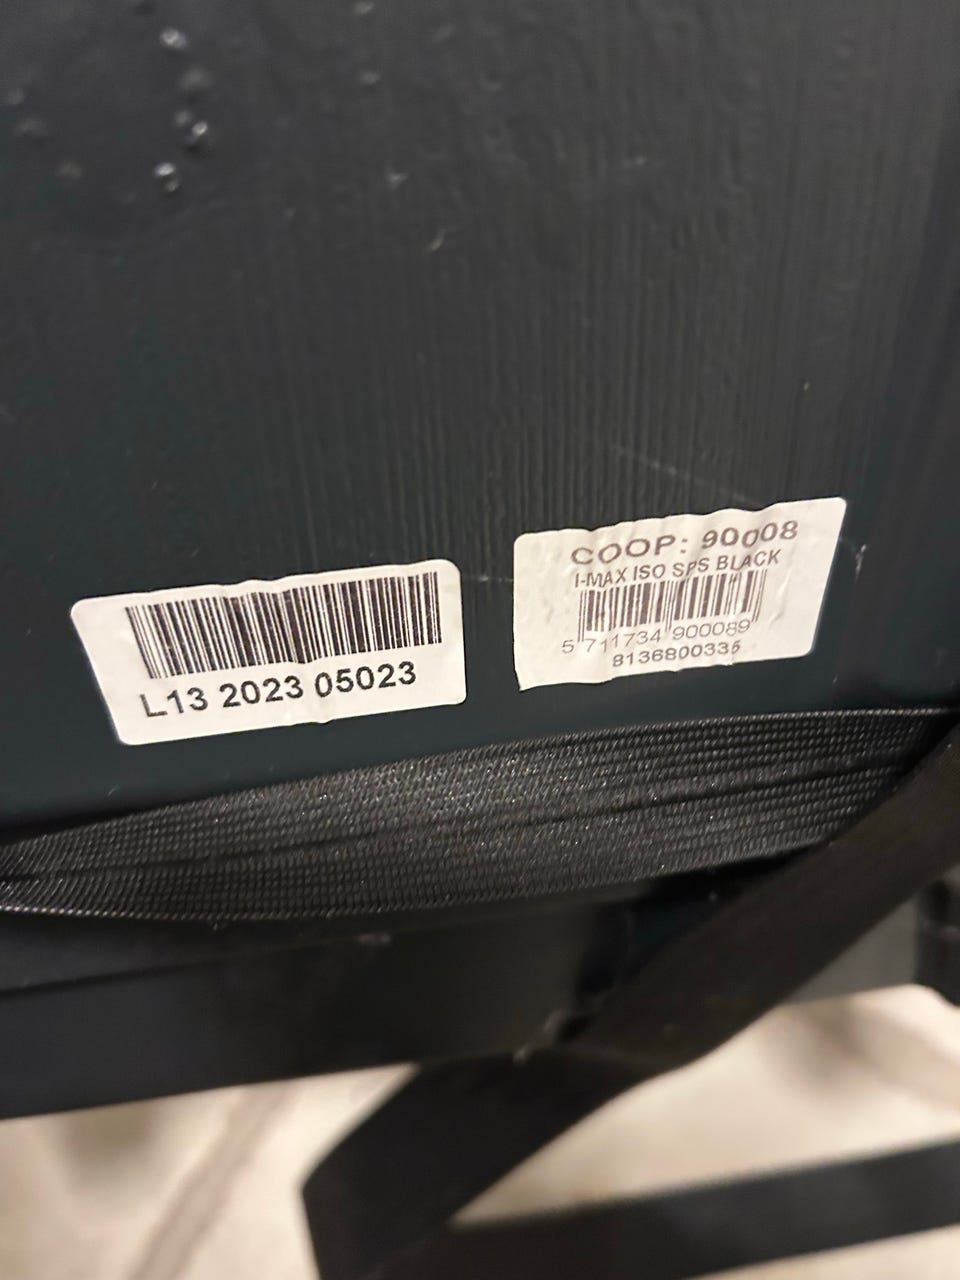 L13 2023 05023
COOP: 90008
I-MAX ISO SPS BLACK
5 711734 900089
8136800335